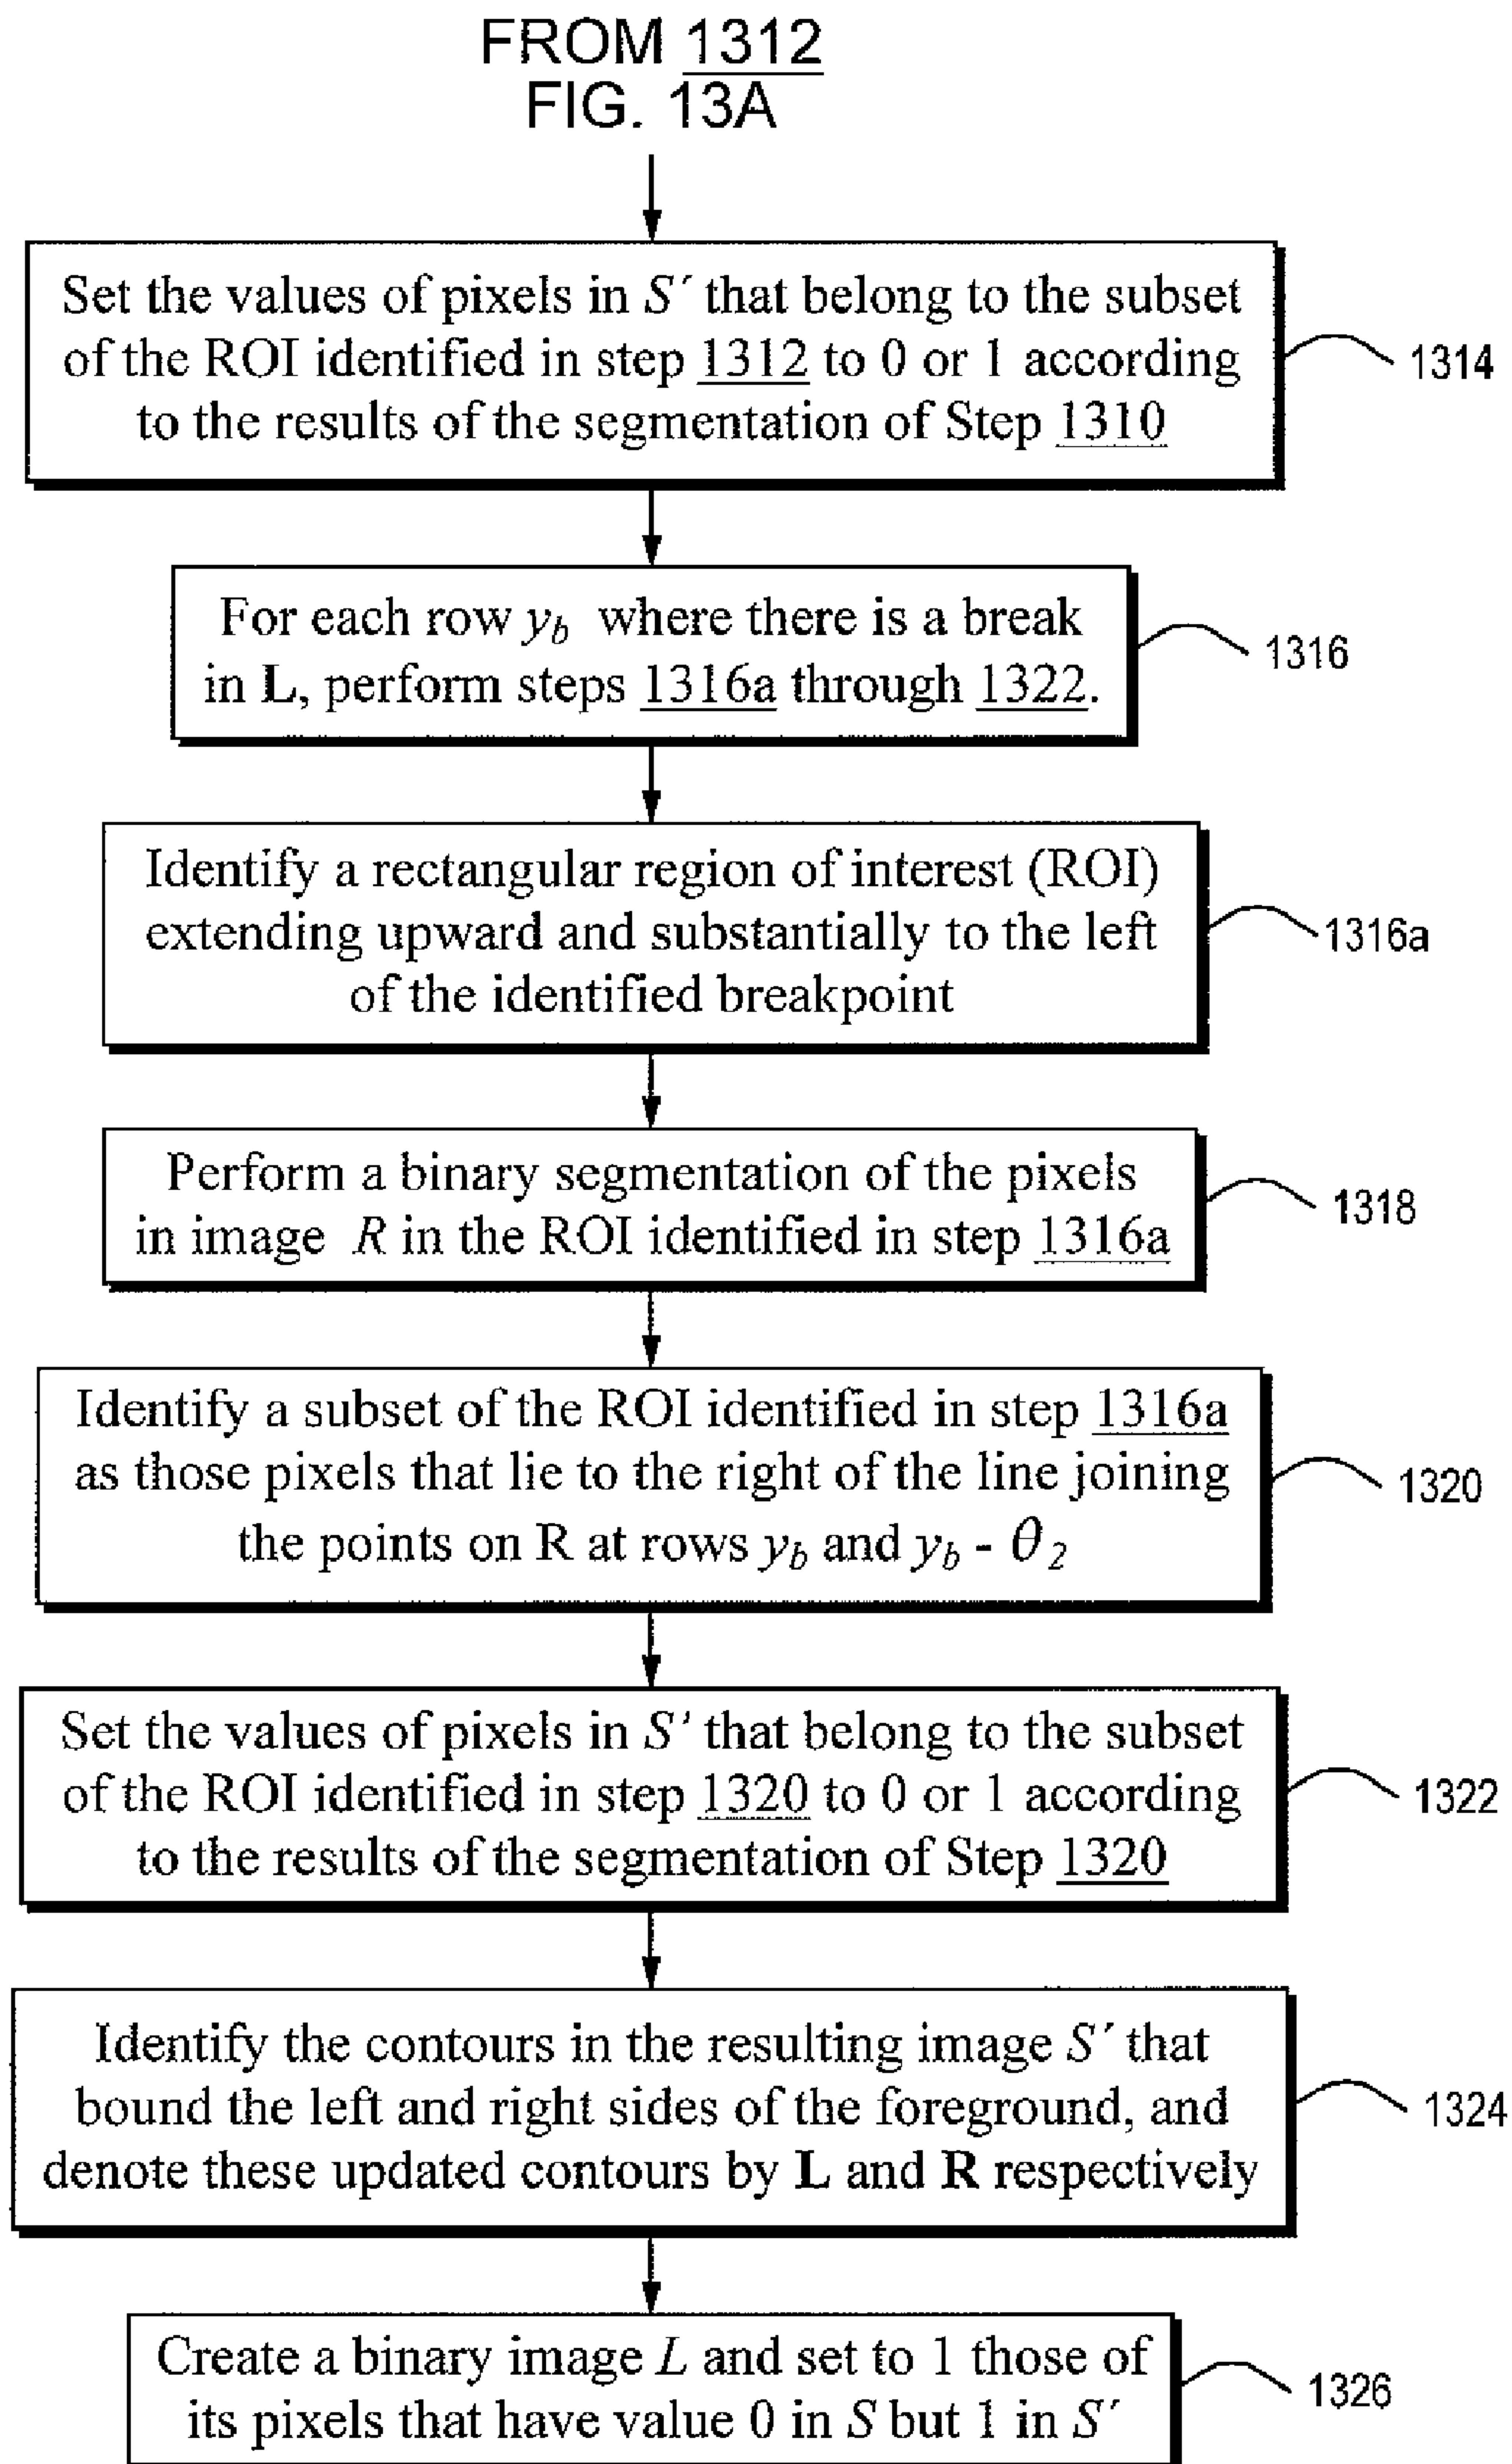 FROM 1312
FIG. 13A
Set the values of pixels in S´ that belong to the subset
of the ROI identified in step 1312 to 0 or 1 according
to the results of the segmentation of Step 1310
1314
For each row y_b where there is a break
in L, perform steps 1316a through 1322.
1316
Identify a rectangular region of interest (ROI)
extending upward and substantially to the left
of the identified breakpoint
1316a
Perform a binary segmentation of the pixels
in image R in the ROI identified in step 1316a
1318
Identify a subset of the ROI identified in step 1316a
as those pixels that lie to the right of the line joining
the points on R at rows y_b and y_b - θ_2
1320
Set the values of pixels in S' that belong to the subset
of the ROI identified in step 1320 to 0 or 1 according
to the results of the segmentation of Step 1320
1322
Identify the contours in the resulting image S´ that
bound the left and right sides of the foreground, and
denote these updated contours by L and R respectively
1324
Create a binary image L and set to 1 those of
its pixels that have value 0 in S but 1 in S´
1326